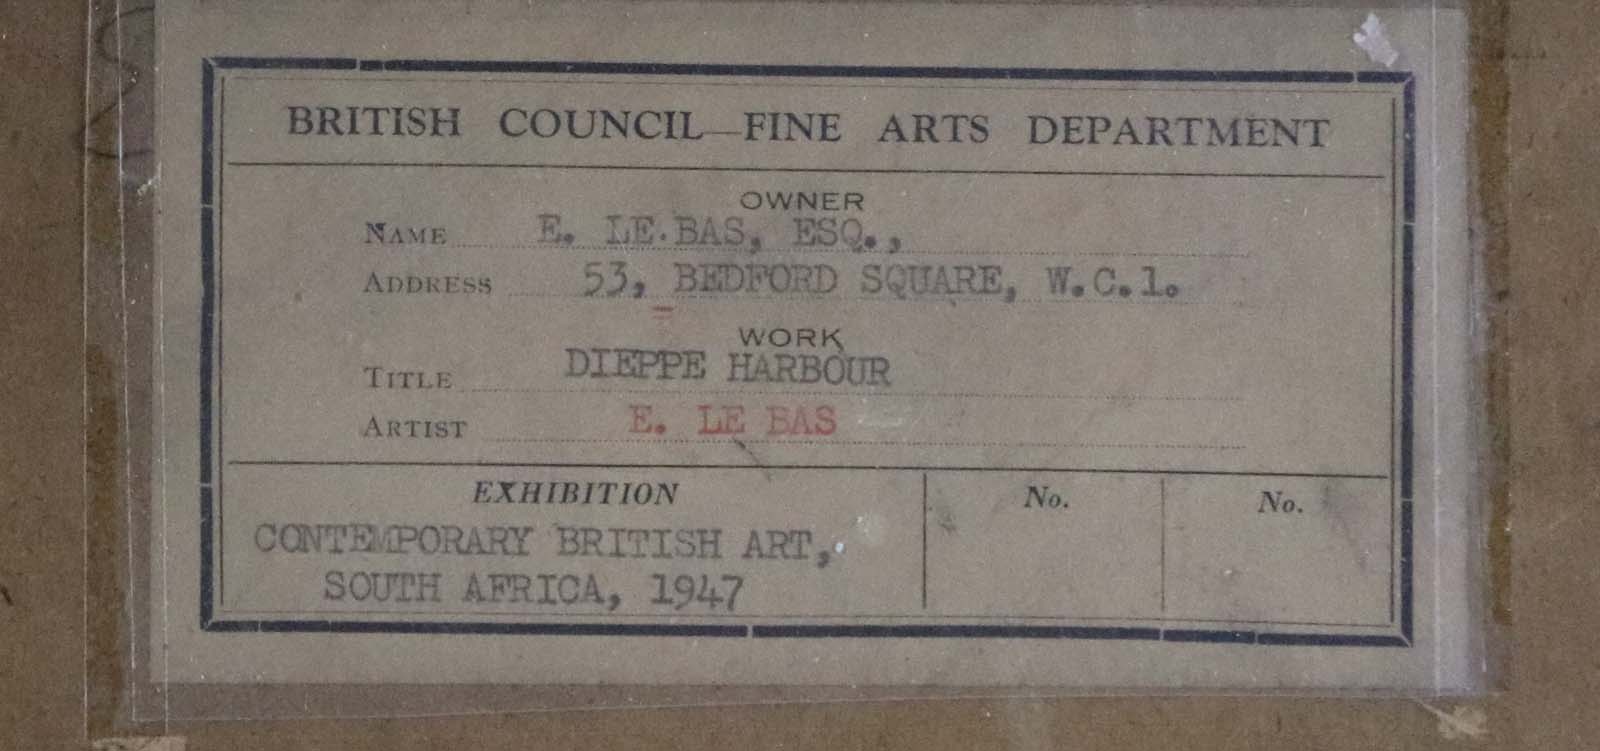 BRITISH COUNCIL—FINE ARTS DEPARTMENT
OWNER
NAME E. LE.BAS, ESQ.,
ADDRESS 53, BEDFORD SQUARE, W.C.1.
WORK
TITLE DIEPPE HARBOUR
ARTIST E. LE BAS
EXHIBITION No. No.
CONTEMPORARY BRITISH ART,
SOUTH AFRICA, 1947